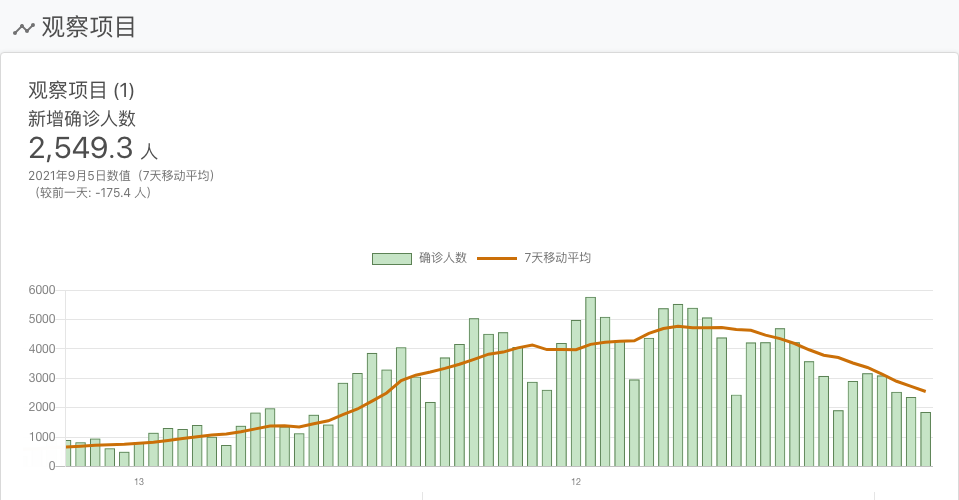 观察项目
观察项目 (1)
新增确诊人数
2,549.3 人
2021年9月5日数值（7天移动平均）
（较前一天: -175.4 人）
确诊人数 7天移动平均
6000
5000
4000
3000
2000
1000
0
13 12